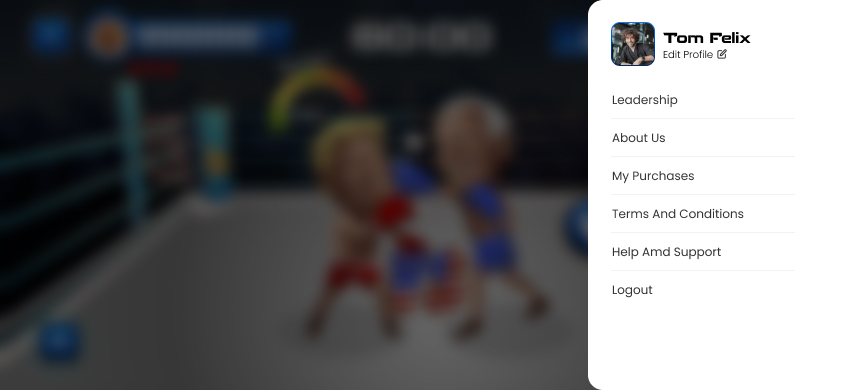 Tom Felix
Edit Profile
Leadership
About Us
My Purchases
Terms And Conditions
Help Amd Support
Logout